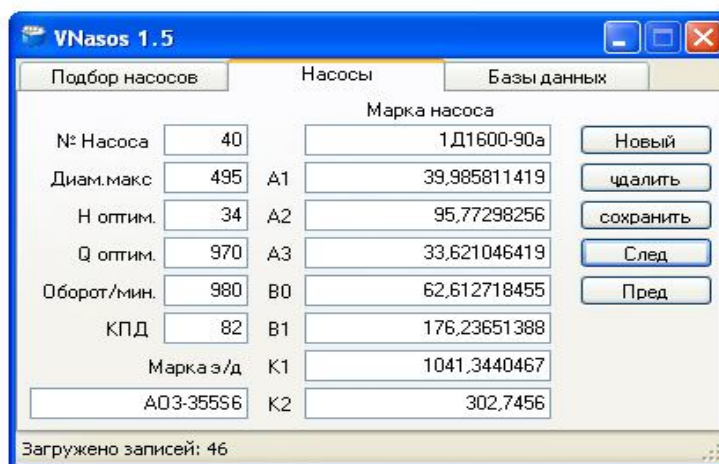 VNasos 1.5
Подбор насосов Насосы Базы данных
Марка насоса
№ Насоса 40 1Д1600-90а Новый
Диам.макс 495 A1 39,985811419 удалить
Н оптим. 34 A2 95,77298256 сохранить
Q оптим. 970 A3 33,621046419 След
Оборот/мин. 980 B0 62,612718455 Пред
КПД 82 B1 176,23651388
Марка э/д K1 1041,3440467
АО3-355S6 K2 302,7456
Загружено записей: 46